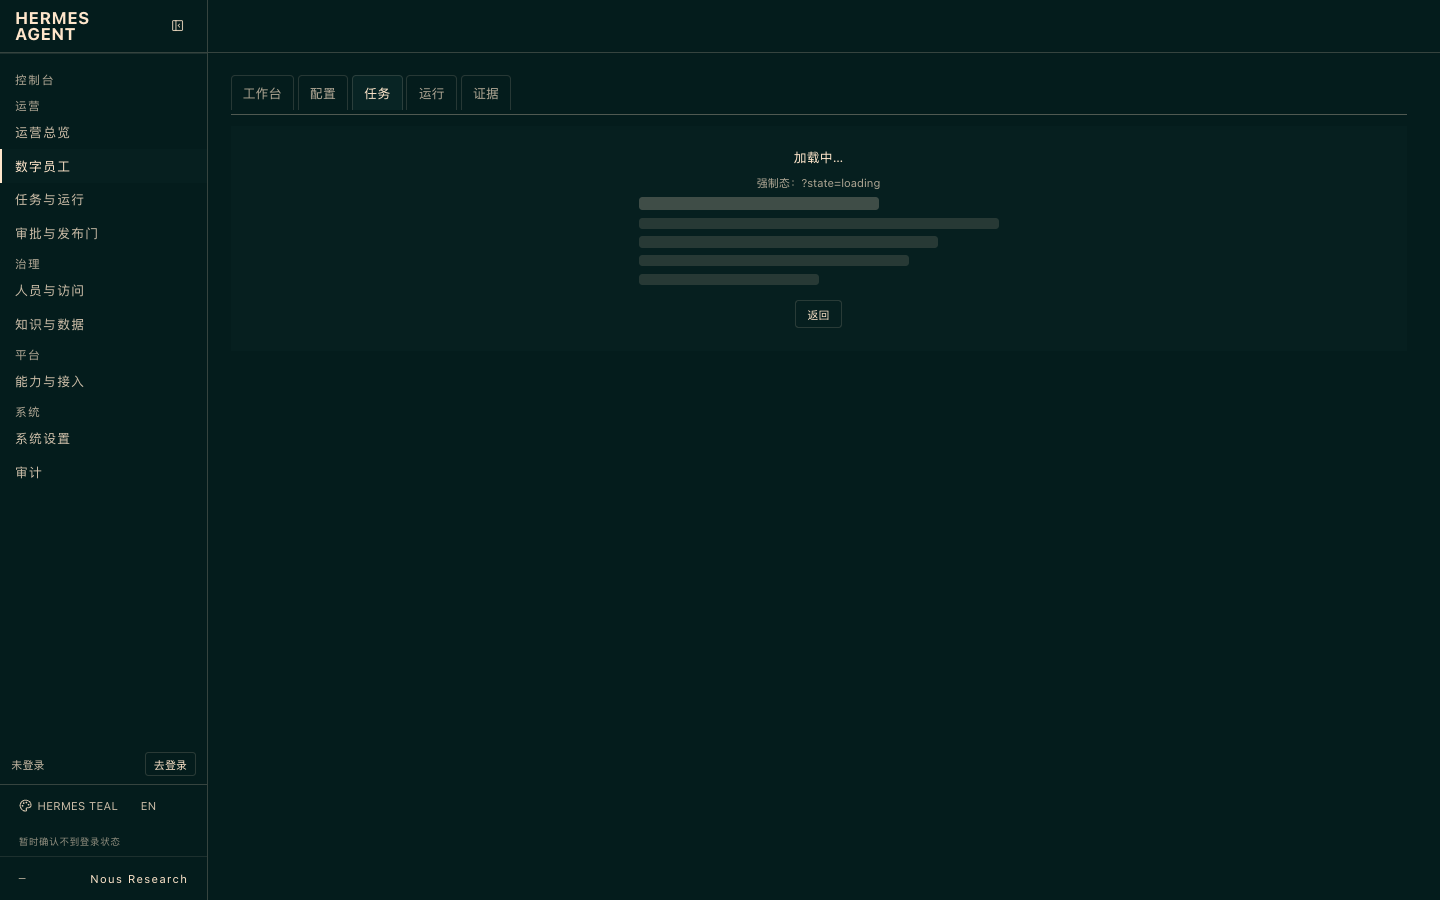 HERMES
AGENT
控制台
运营
运营总览
数字员工
任务与运行
审批与发布门
治理
人员与访问
知识与数据
平台
能力与接入
系统
系统设置
审计
未登录
去登录
HERMES TEAL
EN
暂时确认不到登录状态
—
Nous Research
工作台
配置
任务
运行
证据
加载中…
强制态：?state=loading
返回